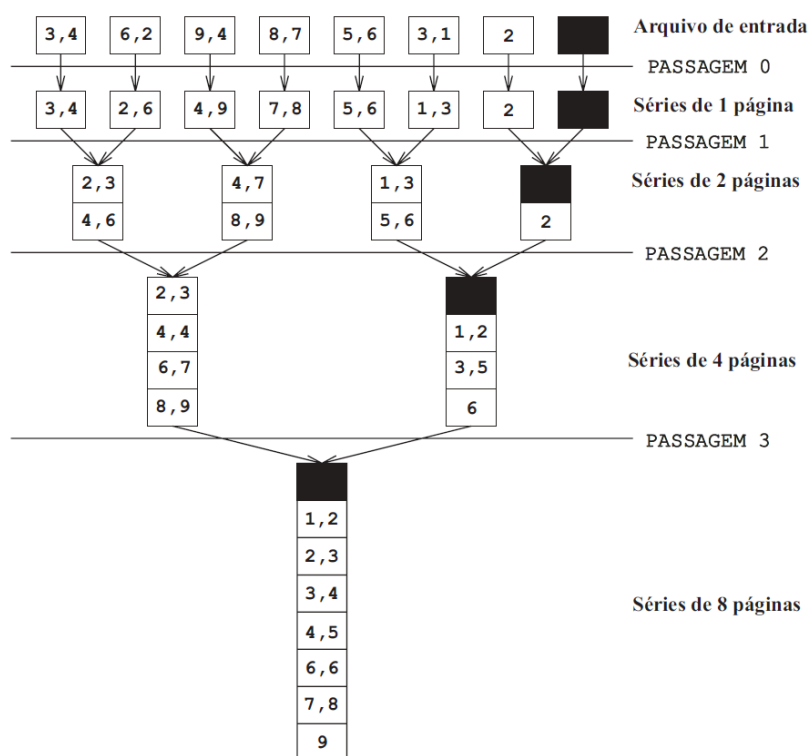 3,4 6,2 9,4 8,7 5,6 3,1 2 Arquivo de entrada
PASSAGEM 0
3,4 2,6 4,9 7,8 5,6 1,3 2 Séries de 1 página
PASSAGEM 1
2,3 4,7 1,3 Séries de 2 páginas
4,6 8,9 5,6 2
PASSAGEM 2
2,3
4,4 1,2
6,7 3,5 Séries de 4 páginas
8,9 6
PASSAGEM 3
1,2
2,3
3,4
4,5 Séries de 8 páginas
6,6
7,8
9